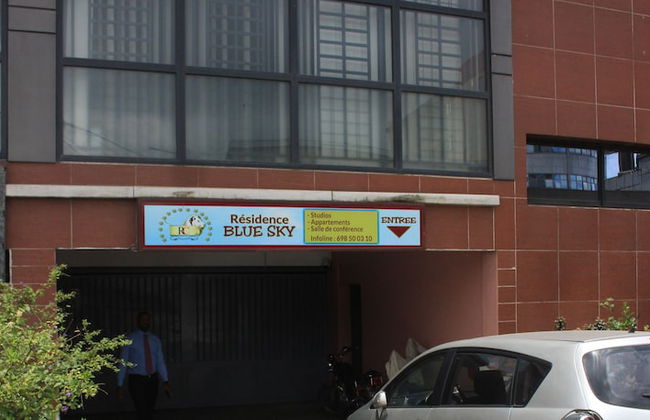 Résidence
BLUE SKY
- Studios
- Appartements
- Salle de conférence
Infoline : 698 50 03 10
ENTREE